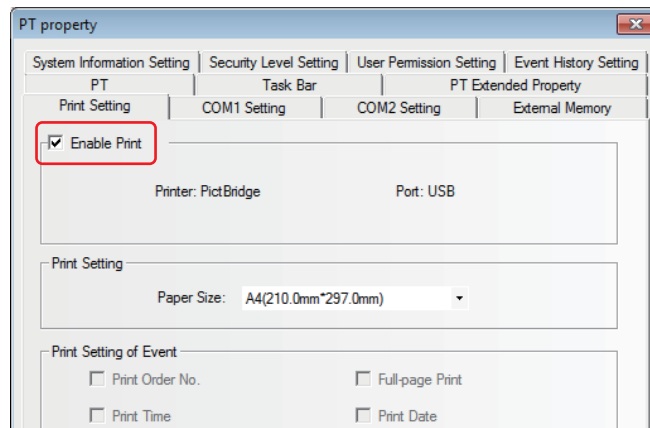 PT property
System Information Setting Security Level Setting User Permission Setting Event History Setting
PT Task Bar PT Extended Property
Print Setting COM1 Setting COM2 Setting External Memory
Enable Print
Printer: PictBridge Port: USB
Print Setting
Paper Size: A4(210.0mm*297.0mm)
Print Setting of Event
Print Order No. Full-page Print
Print Time Print Date